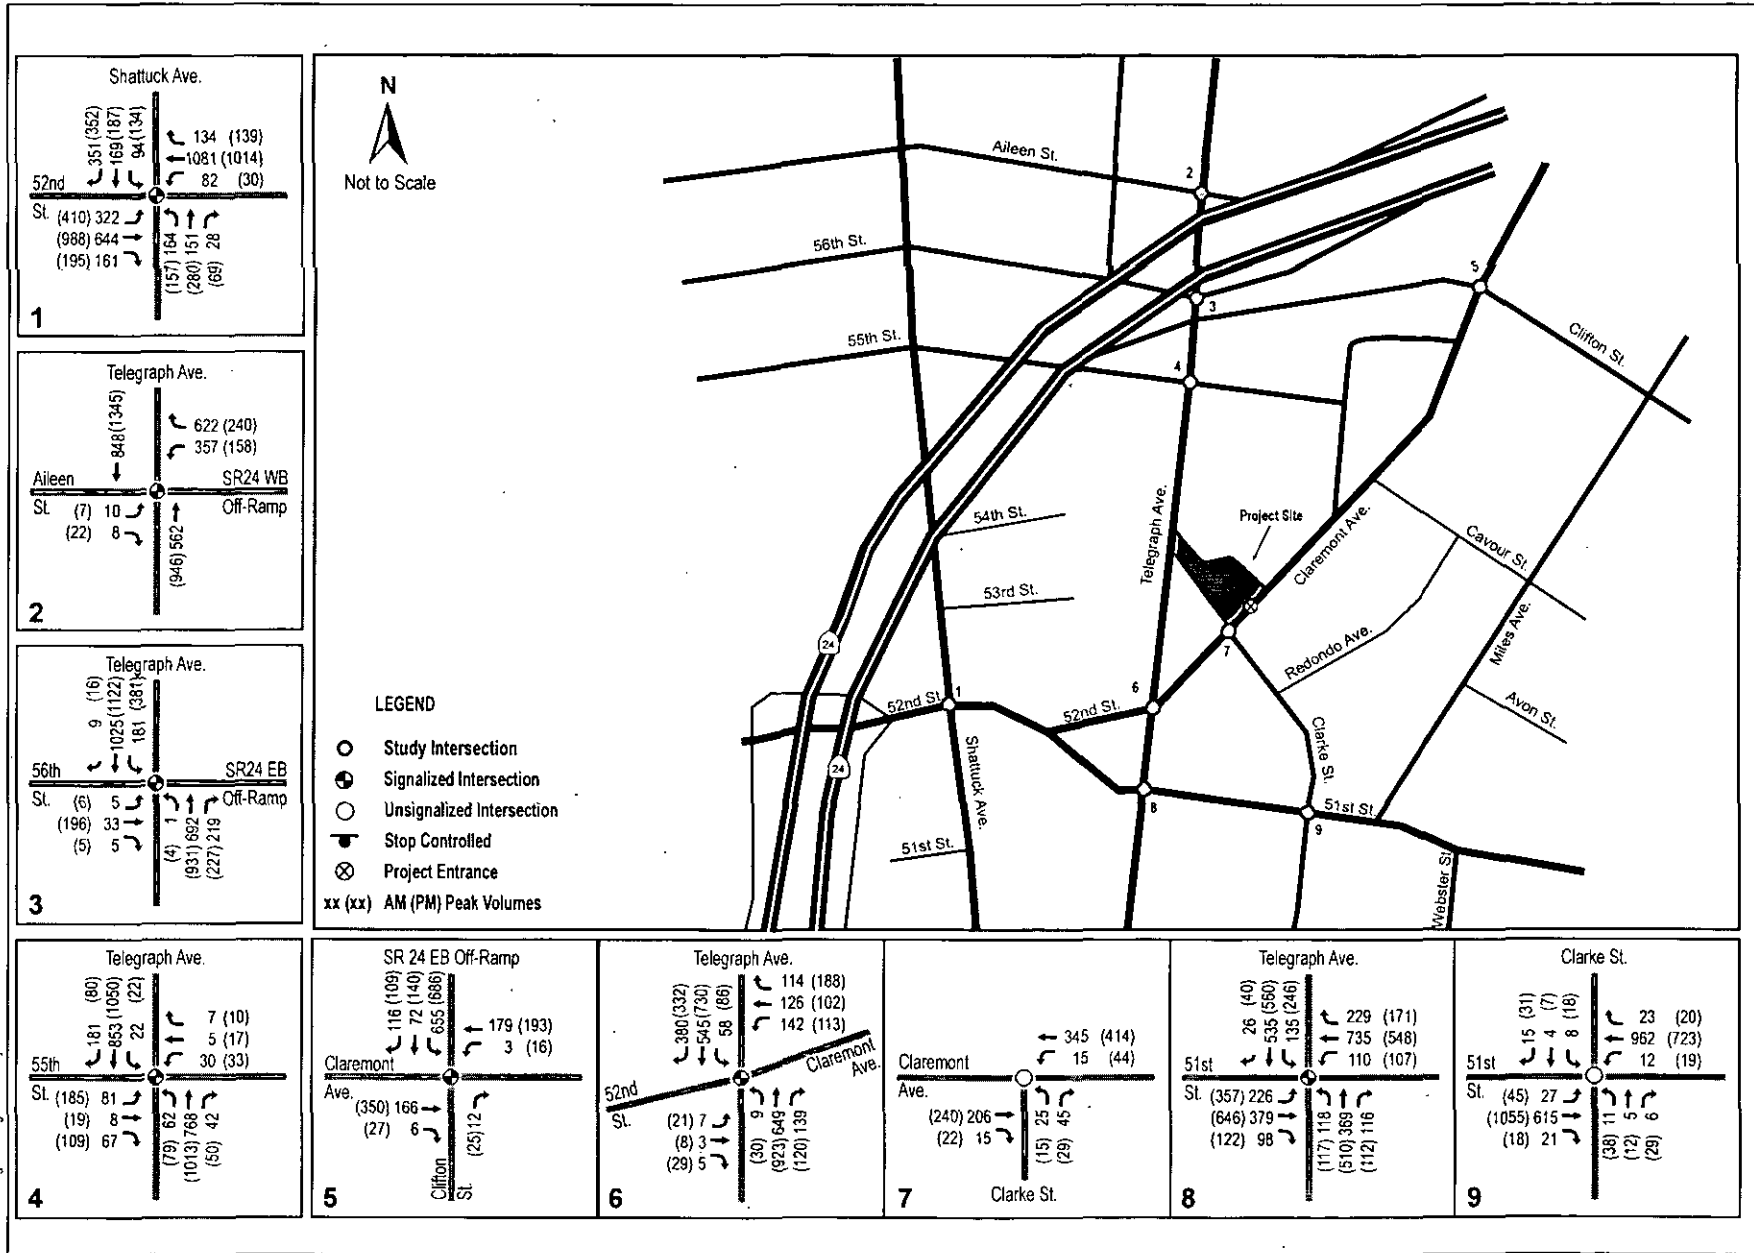 Shattuck Ave.
351 (352)
169 (187)
94 (134)
134 (139)
1081 (1014)
82 (30)
52nd
St.
(410) 322
(988) 644
(195) 161
(157) 164
(280) 151
(69) 28
1
Telegraph Ave.
848 (1345)
622 (240)
357 (158)
Aileen
St.
SR24 WB
Off-Ramp
(7) 10
(22) 8
(946) 562
2
Telegraph Ave.
9 (16)
1025 (1122)
181 (381)
56th
St.
SR24 EB
Off-Ramp
(6) 5
(196) 33
(5) 5
(4) 1
(931) 692
(227) 219
3
Telegraph Ave.
181 (80)
853 (1050)
22 (22)
7 (10)
5 (17)
30 (33)
55th
St.
(185) 81
(19) 8
(109) 67
(79) 62
(1013) 768
(50) 42
4
SR 24 EB Off-Ramp
116 (109)
72 (140)
655 (686)
179 (193)
3 (16)
Claremont
Ave.
(350) 166
(27) 6
(25) 12
Clifton
St.
5
Telegraph Ave.
380 (332)
545 (730)
58 (86)
114 (188)
126 (102)
142 (113)
Claremont
Ave.
52nd
St.
(21) 7
(8) 3
(29) 5
(30) 9
(923) 649
(120) 139
6
345 (414)
15 (44)
Claremont
Ave.
(240) 206
(22) 15
(15) 25
(29) 45
Clarke St.
7
Telegraph Ave.
26 (40)
535 (560)
135 (246)
229 (171)
735 (548)
110 (107)
51st
St.
(357) 226
(646) 379
(122) 98
(117) 118
(510) 369
(112) 116
8
Clarke St.
15 (31)
4 (7)
8 (18)
23 (20)
962 (723)
12 (19)
51st
St.
(45) 27
(1055) 615
(18) 21
(38) 11
(12) 5
(29) 6
9
N
Not to Scale
Aileen St.
56th St.
55th St.
54th St.
53rd St.
52nd St.
52nd St.
51st St.
51st St.
Shattuck Ave.
Telegraph Ave.
Claremont Ave.
Clifton St.
Cavour St.
Redondo Ave.
Miles Ave.
Avon St.
Clarke St.
Webster St.
Project Site
24
24
1
2
3
4
5
6
7
8
9
LEGEND
Study Intersection
Signalized Intersection
Unsignalized Intersection
Stop Controlled
Project Entrance
xx (xx) AM (PM) Peak Volumes